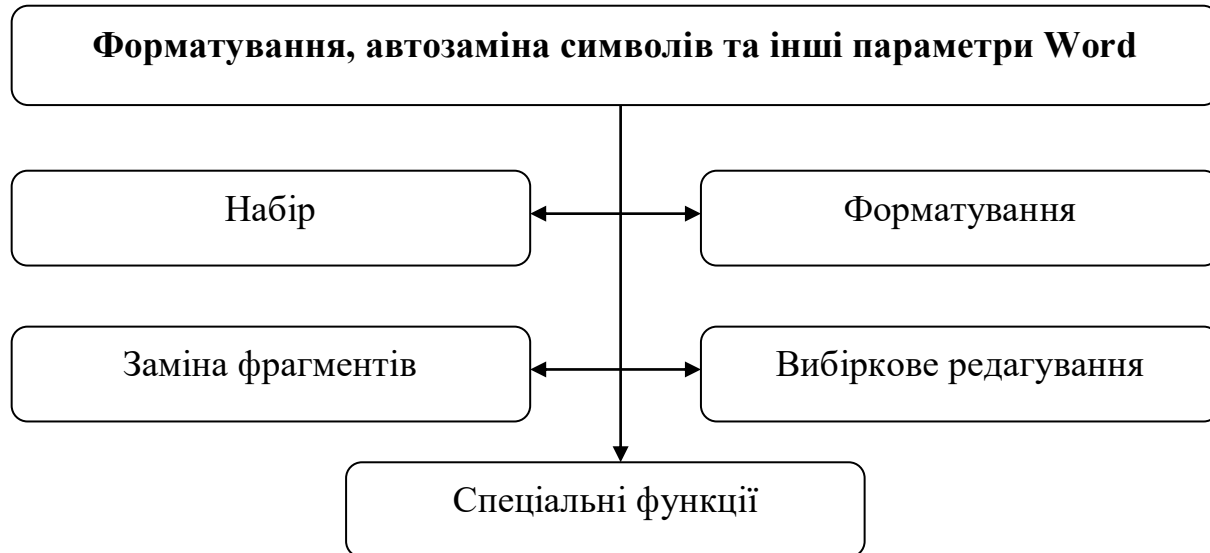 Форматування, автозаміна символів та інші параметри Word
Набір
Форматування
Заміна фрагментів
Вибіркове редагування
Спеціальні функції